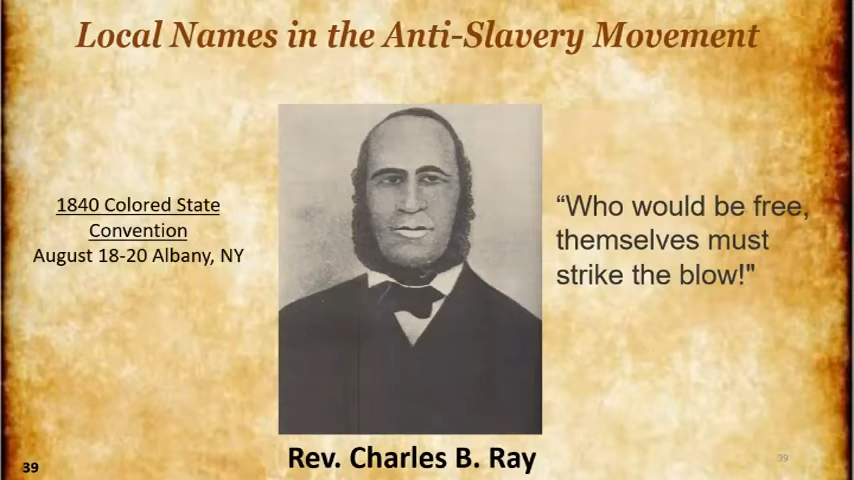 Local Names in the Anti-Slavery Movement
1840 Colored State
Convention
August 18-20 Albany, NY
“Who would be free,
themselves must
strike the blow!"
Rev. Charles B. Ray
39
39